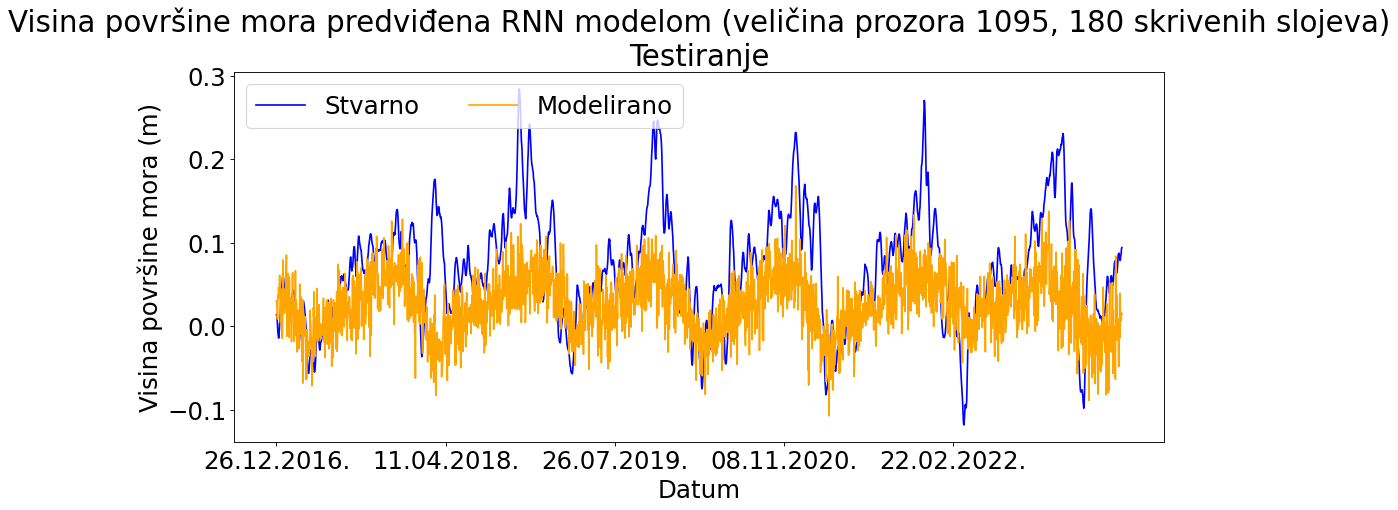 Visina površine mora predviđena RNN modelom (veličina prozora 1095, 180 skrivenih slojeva)
Testiranje
Stvarno
Modelirano
Visina površine mora (m)
0.3
0.2
0.1
0.0
−0.1
26.12.2016.
11.04.2018.
26.07.2019.
08.11.2020.
22.02.2022.
Datum